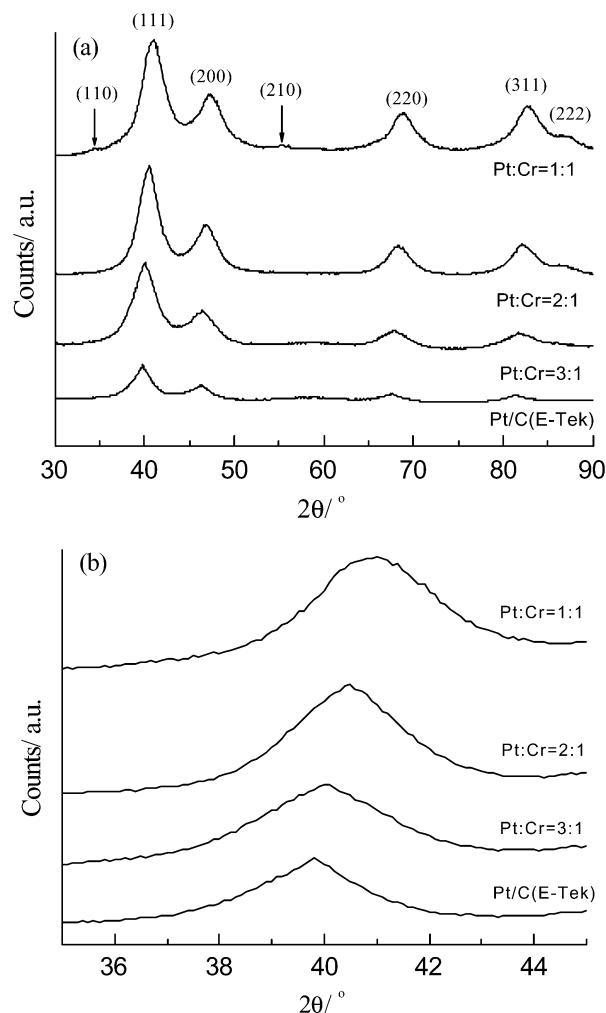 (a)
(111)
(110)
(200)
(210)
(220)
(311)
(222)
Pt:Cr=1:1
Pt:Cr=2:1
Pt:Cr=3:1
Pt/C(E-Tek)
Counts/ a.u.
30 40 50 60 70 80 90
2θ/ °
(b)
Pt:Cr=1:1
Pt:Cr=2:1
Pt:Cr=3:1
Pt/C(E-Tek)
Counts/ a.u.
36 38 40 42 44
2θ/ °